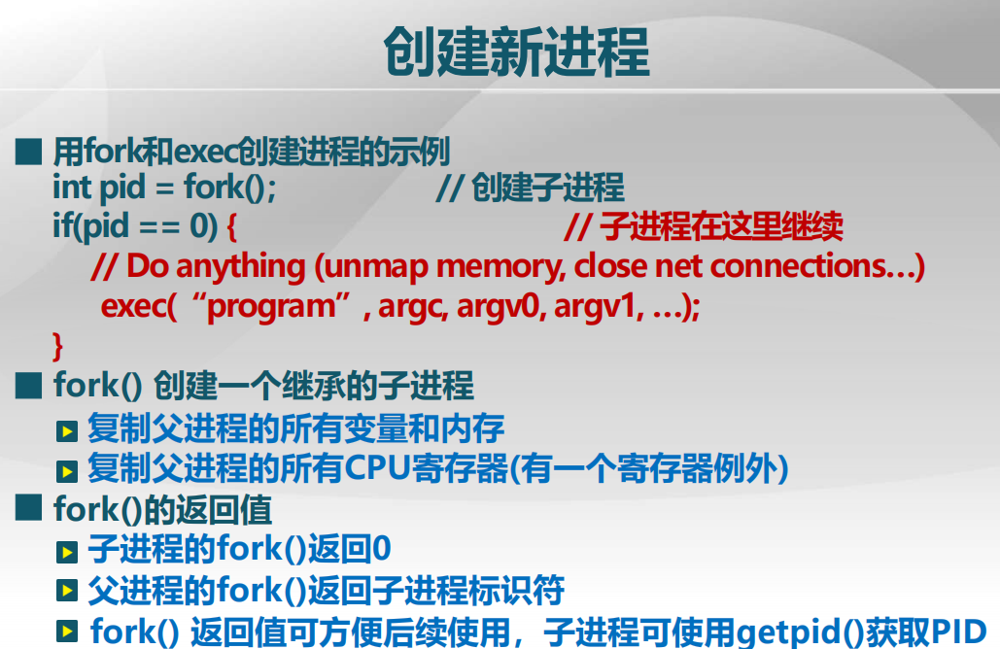 创建新进程
用fork和exec创建进程的示例
int pid = fork(); // 创建子进程
if(pid == 0) { // 子进程在这里继续
// Do anything (unmap memory, close net connections…)
exec(“program”, argc, argv0, argv1, …);
}
fork() 创建一个继承的子进程
复制父进程的所有变量和内存
复制父进程的所有CPU寄存器(有一个寄存器例外)
fork()的返回值
子进程的fork()返回0
父进程的fork()返回子进程标识符
fork() 返回值可方便后续使用，子进程可使用getpid()获取PID